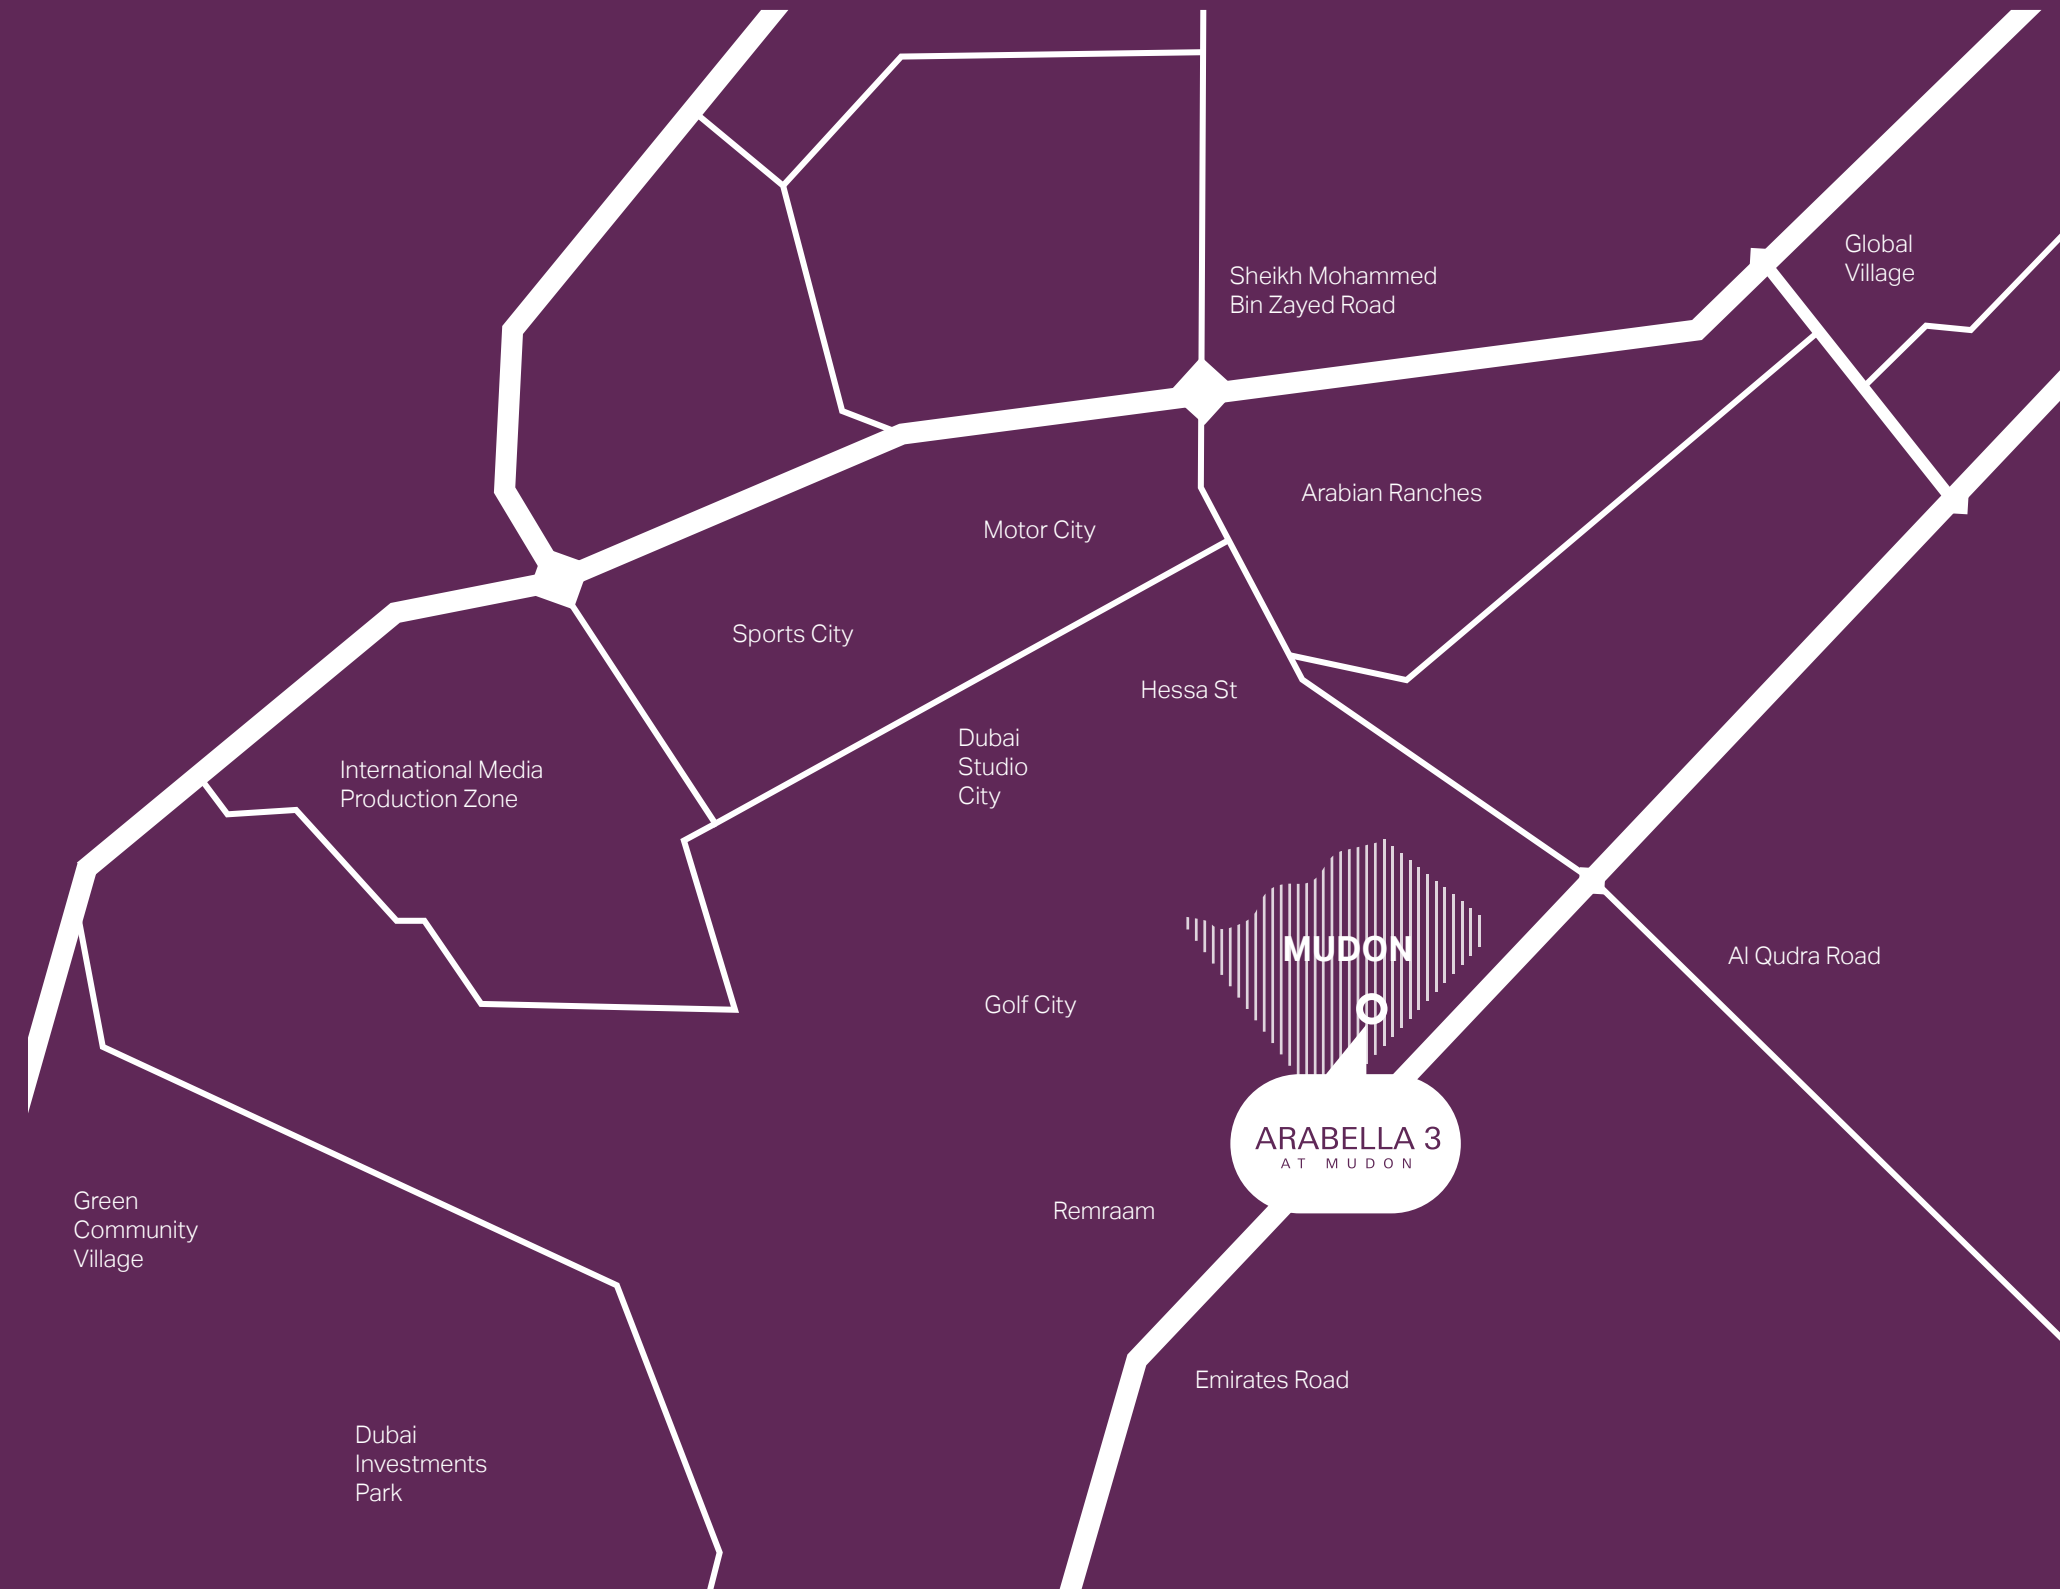 Global
Village
Sheikh Mohammed
Bin Zayed Road
Arabian Ranches
Motor City
Sports City
Hessa St
Dubai
Studio
City
International Media
Production Zone
MUDON
Al Qudra Road
Golf City
ARABELLA 3
AT MUDON
Remraam
Green
Community
Village
Emirates Road
Dubai
Investments
Park